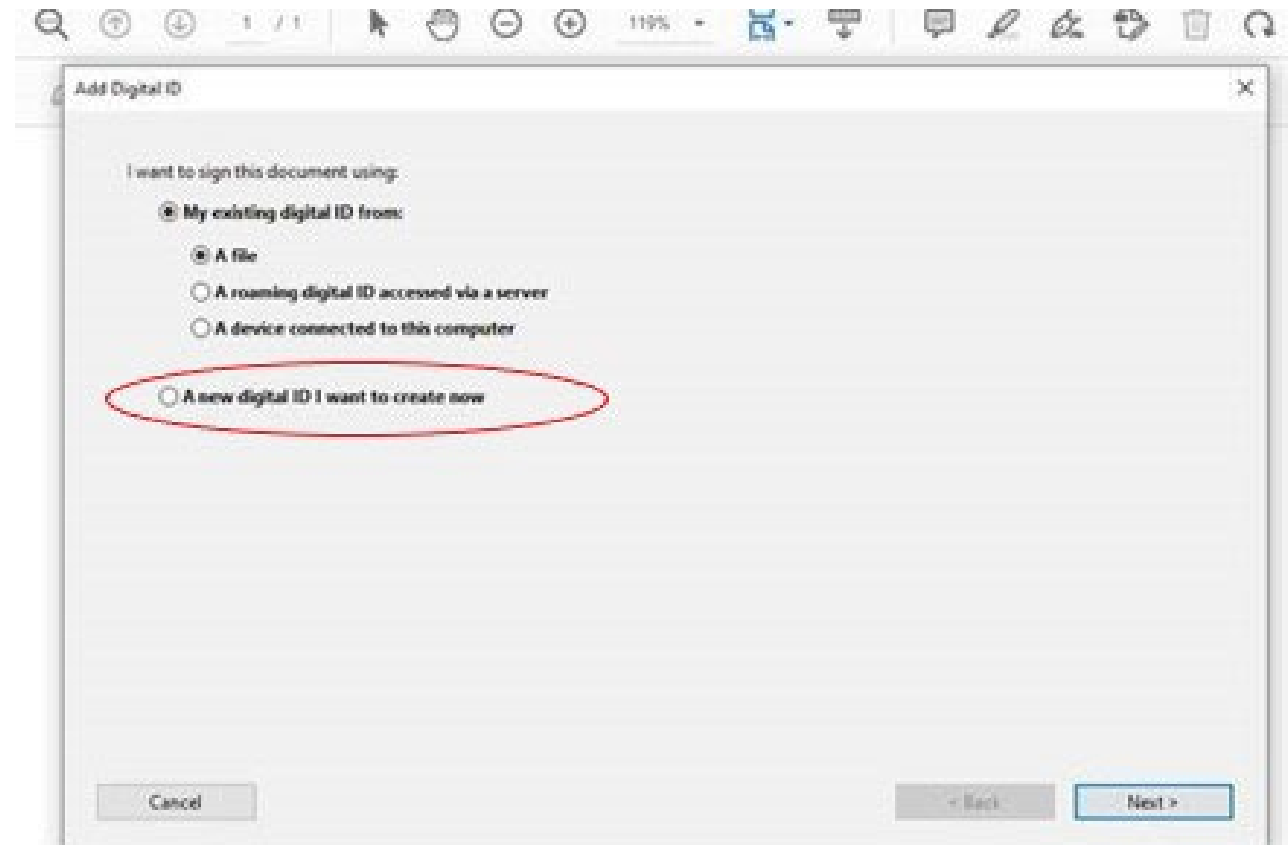 1 / 1 119%
Add Digital ID
I want to sign this document using:
My existing digital ID from:
A file
A roaming digital ID accessed via a server
A device connected to this computer
A new digital ID I want to create now
Cancel < Back Next >